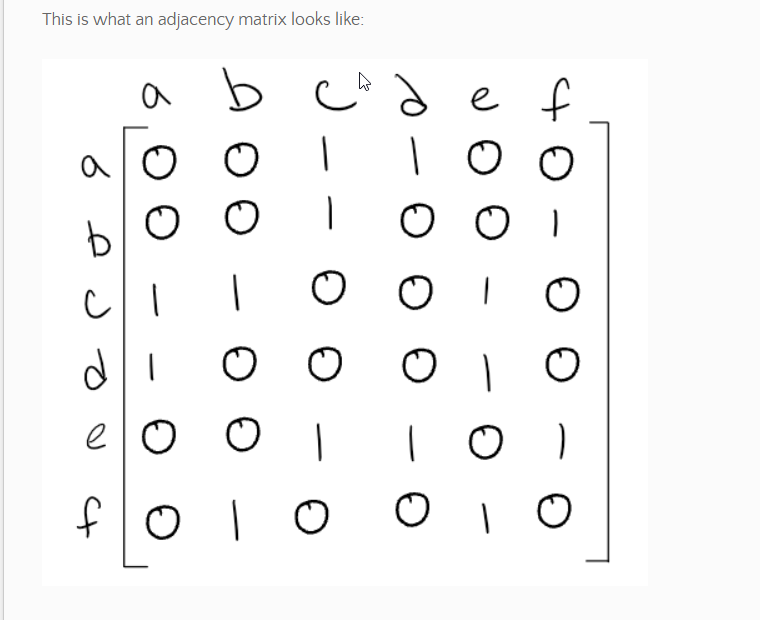 This is what an adjacency matrix looks like:
a b c d e f
a 0 0 1 1 0 0
b 0 0 1 0 0 1
c 1 1 0 0 1 0
d 1 0 0 0 1 0
e 0 0 1 1 0 1
f 0 1 0 0 1 0